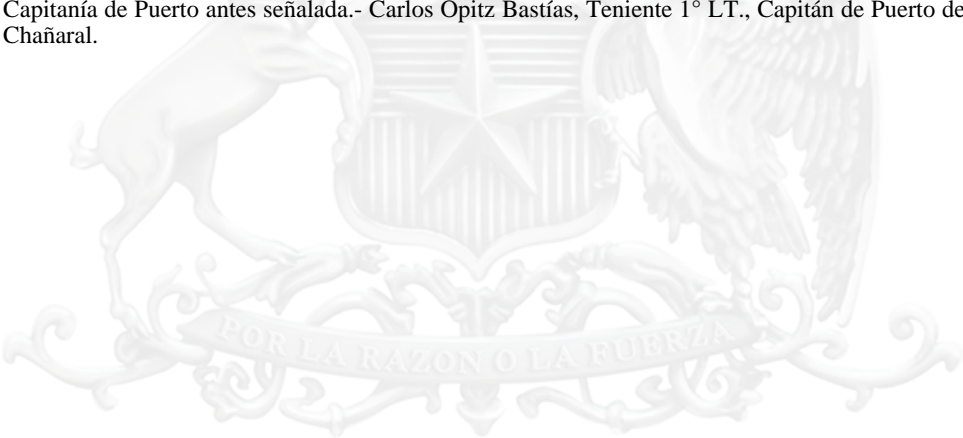 Capitanía de Puerto antes señalada.- Carlos Opitz Bastías, Teniente 1° LT., Capitán de Puerto de
Chañaral.
POR LA RAZON O LA FUERZA